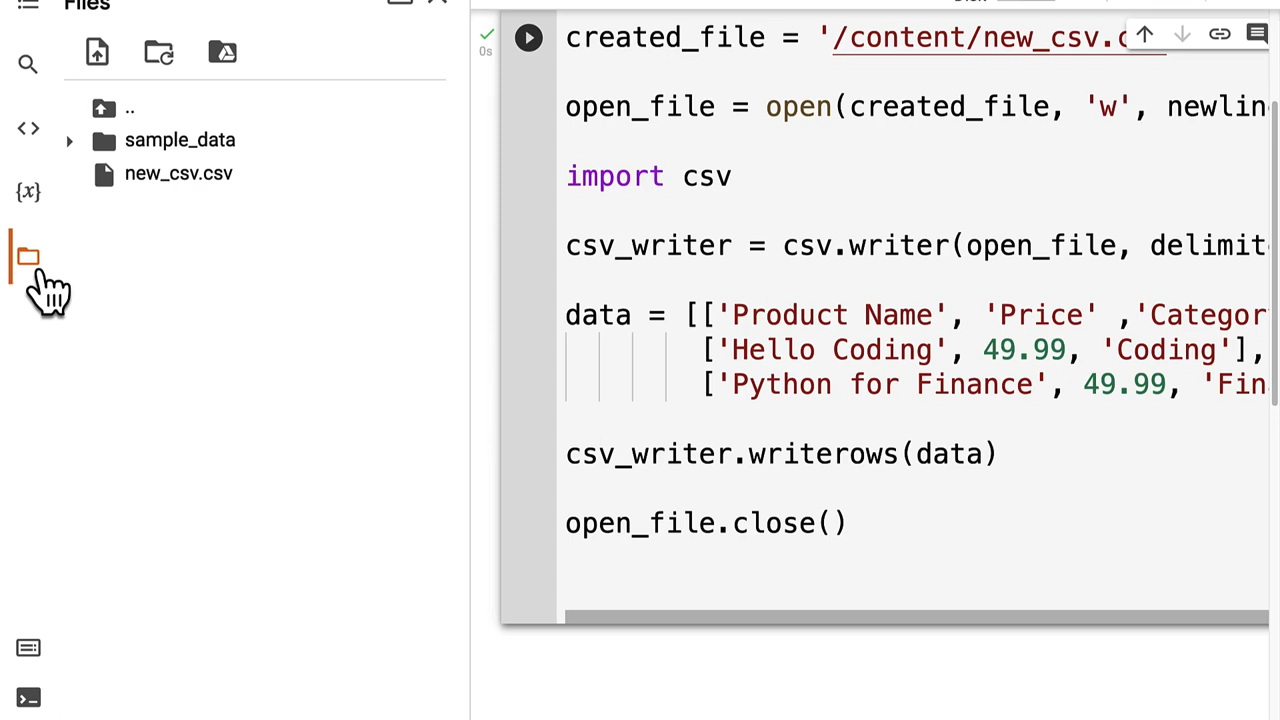 Files
..
sample_data
new_csv.csv
{x}
0s
created_file = '/content/new_csv.c
open_file = open(created_file, 'w', newlin
import csv
csv_writer = csv.writer(open_file, delimit
data = [['Product Name', 'Price' ,'Categor
['Hello Coding', 49.99, 'Coding'],
['Python for Finance', 49.99, 'Fin
csv_writer.writerows(data)
open_file.close()